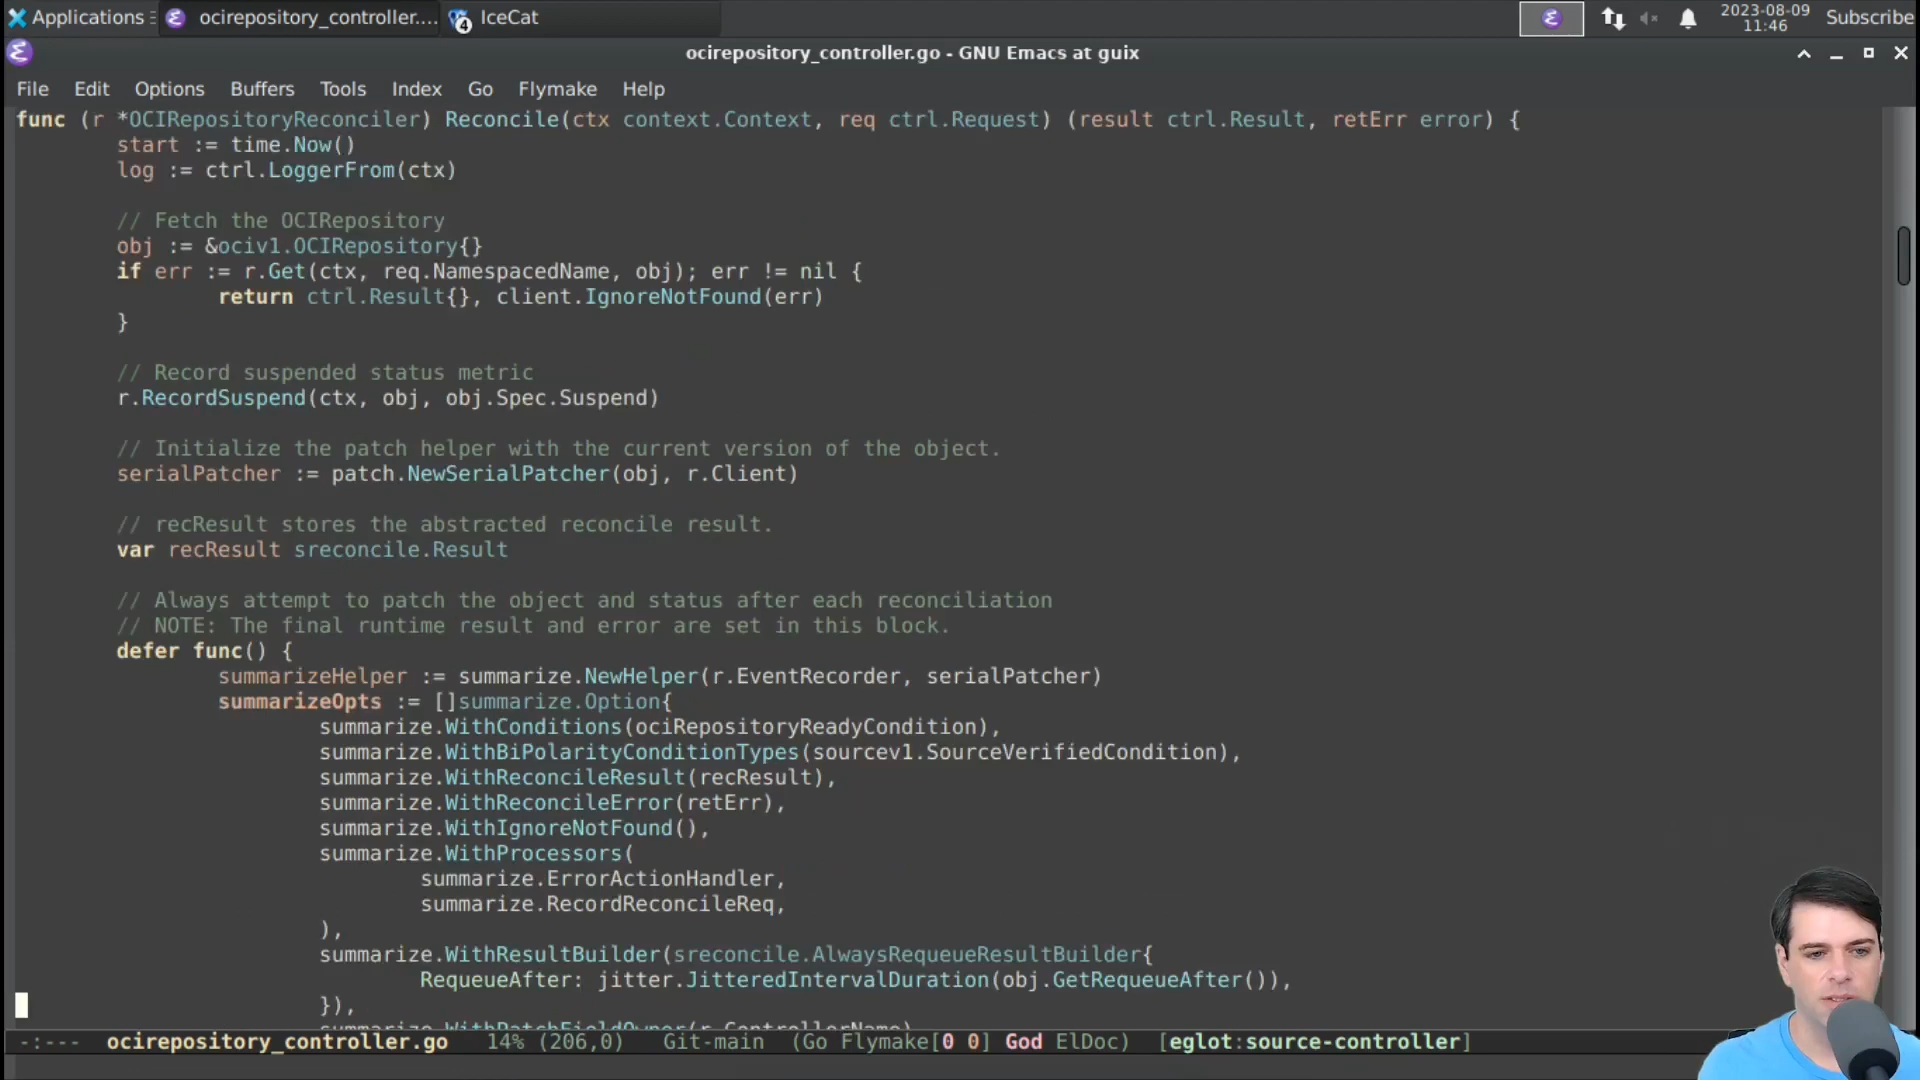 Applications
ocirepository_controller....
4
IceCat
2023-08-09
11:46
Subscribe
ocirepository_controller.go - GNU Emacs at guix
File Edit Options Buffers Tools Index Go Flymake Help
func (r *OCIRepositoryReconciler) Reconcile(ctx context.Context, req ctrl.Request) (result ctrl.Result, retErr error) {
start := time.Now()
log := ctrl.LoggerFrom(ctx)
// Fetch the OCIRepository
obj := &ociv1.OCIRepository{}
if err := r.Get(ctx, req.NamespacedName, obj); err != nil {
return ctrl.Result{}, client.IgnoreNotFound(err)
}
// Record suspended status metric
r.RecordSuspend(ctx, obj, obj.Spec.Suspend)
// Initialize the patch helper with the current version of the object.
serialPatcher := patch.NewSerialPatcher(obj, r.Client)
// recResult stores the abstracted reconcile result.
var recResult sreconcile.Result
// Always attempt to patch the object and status after each reconciliation
// NOTE: The final runtime result and error are set in this block.
defer func() {
summarizeHelper := summarize.NewHelper(r.EventRecorder, serialPatcher)
summarizeOpts := []summarize.Option{
summarize.WithConditions(ociRepositoryReadyCondition),
summarize.WithBiPolarityConditionTypes(sourcev1.SourceVerifiedCondition),
summarize.WithReconcileResult(recResult),
summarize.WithReconcileError(retErr),
summarize.WithIgnoreNotFound(),
summarize.WithProcessors(
summarize.ErrorActionHandler,
summarize.RecordReconcileReq,
),
summarize.WithResultBuilder(sreconcile.AlwaysRequeueResultBuilder{
RequeueAfter: jitter.JitteredIntervalDuration(obj.GetRequeueAfter()),
}),
summarize.WithPatchFieldOwner(r.ControllerName)
-:--- ocirepository_controller.go 14% (206,0) Git-main (Go Flymake[0 0] God ElDoc) [eglot:source-controller]